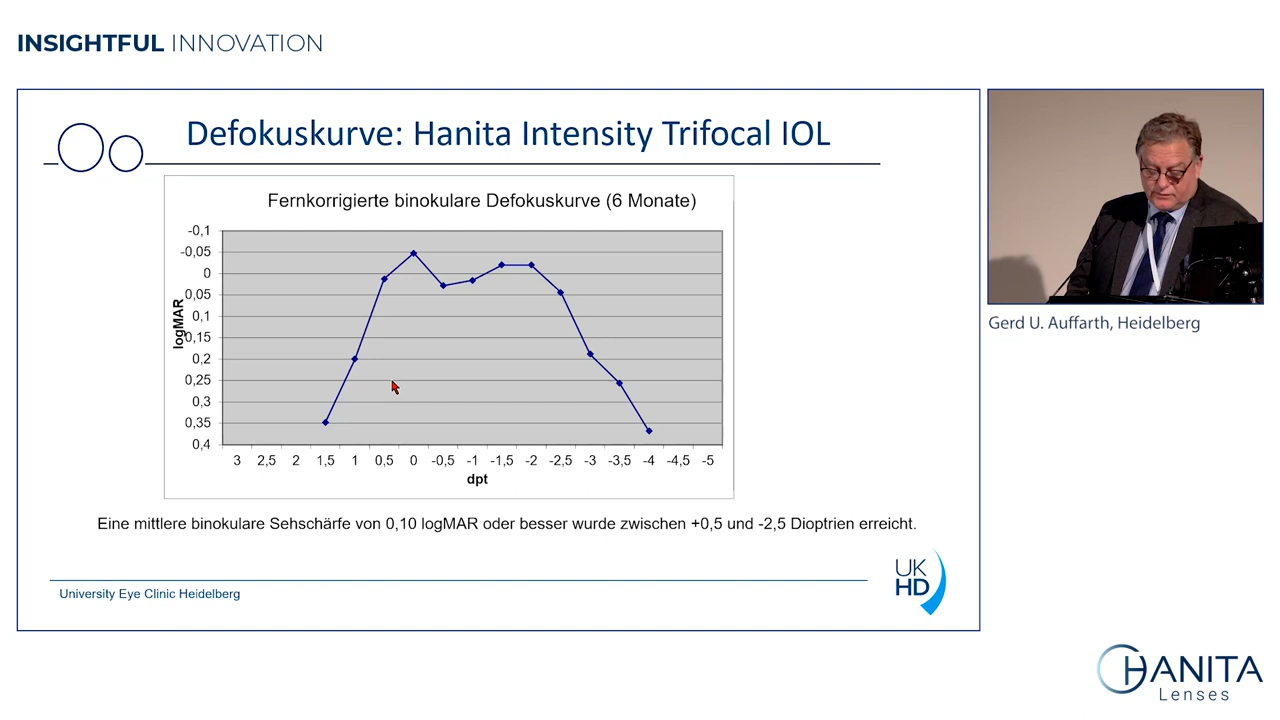 INSIGHTFUL INNOVATION
Defokuskurve: Hanita Intensity Trifocal IOL
Fernkorrigierte binokulare Defokuskurve (6 Monate)
-0,1
-0,05
0
0,05
0,1
0,15
0,2
0,25
0,3
0,35
0,4
logMAR
3 2,5 2 1,5 1 0,5 0 -0,5 -1 -1,5 -2 -2,5 -3 -3,5 -4 -4,5 -5
dpt
Eine mittlere binokulare Sehschärfe von 0,10 logMAR oder besser wurde zwischen +0,5 und -2,5 Dioptrien erreicht.
University Eye Clinic Heidelberg
UK
HD
Gerd U. Auffarth, Heidelberg
HANITA
Lenses